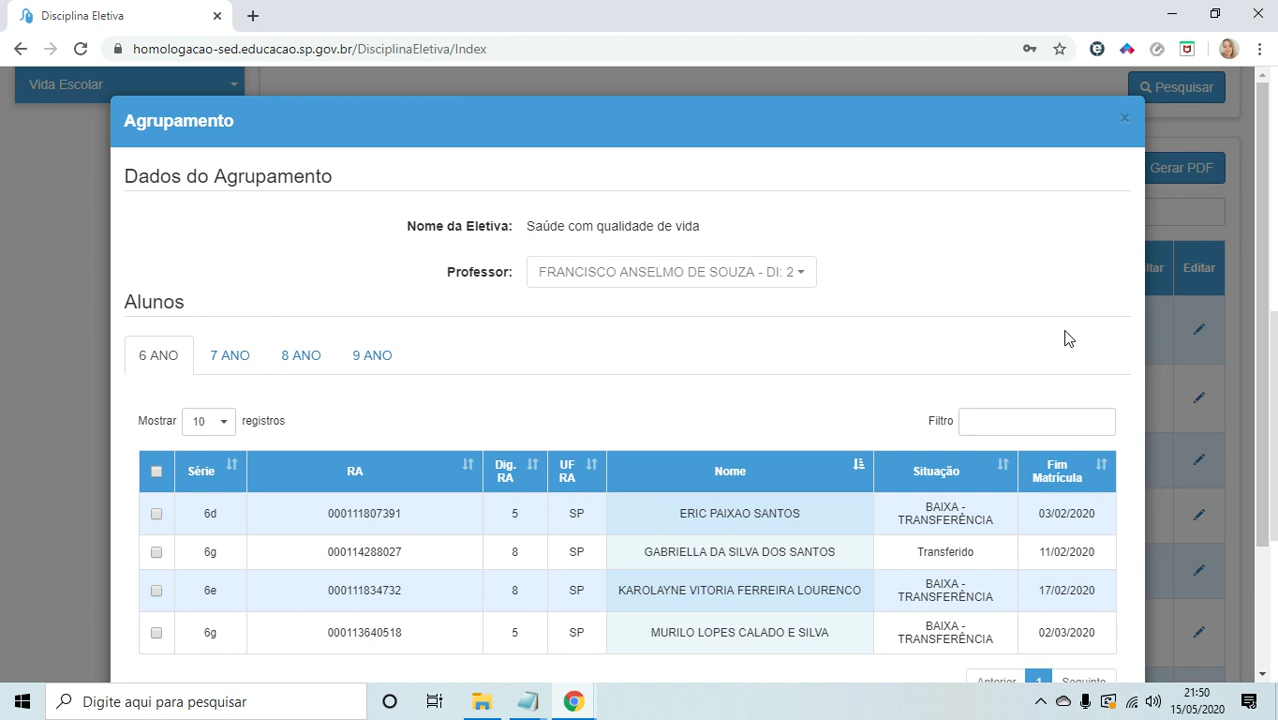 Disciplina Eletiva
homologacao-sed.educacao.sp.gov.br/DisciplinaEletiva/Index
Vida Escolar
Pesquisar
Agrupamento
×
Gerar PDF
Dados do Agrupamento
Nome da Eletiva: Saúde com qualidade de vida
Professor: FRANCISCO ANSELMO DE SOUZA - DI: 2
ltar Editar
Alunos
6 ANO 7 ANO 8 ANO 9 ANO
Mostrar 10 registros Filtro
Série RA Dig. RA UF RA Nome Situação Fim Matrícula
6d 000111807391 5 SP ERIC PAIXAO SANTOS BAIXA - TRANSFERÊNCIA 03/02/2020
6g 000114288027 8 SP GABRIELLA DA SILVA DOS SANTOS Transferido 11/02/2020
6e 000111834732 8 SP KAROLAYNE VITORIA FERREIRA LOURENCO BAIXA - TRANSFERÊNCIA 17/02/2020
6g 000113640518 5 SP MURILO LOPES CALADO E SILVA BAIXA - TRANSFERÊNCIA 02/03/2020
Anterior 1 Seguinte
Digite aqui para pesquisar
21:50
15/05/2020